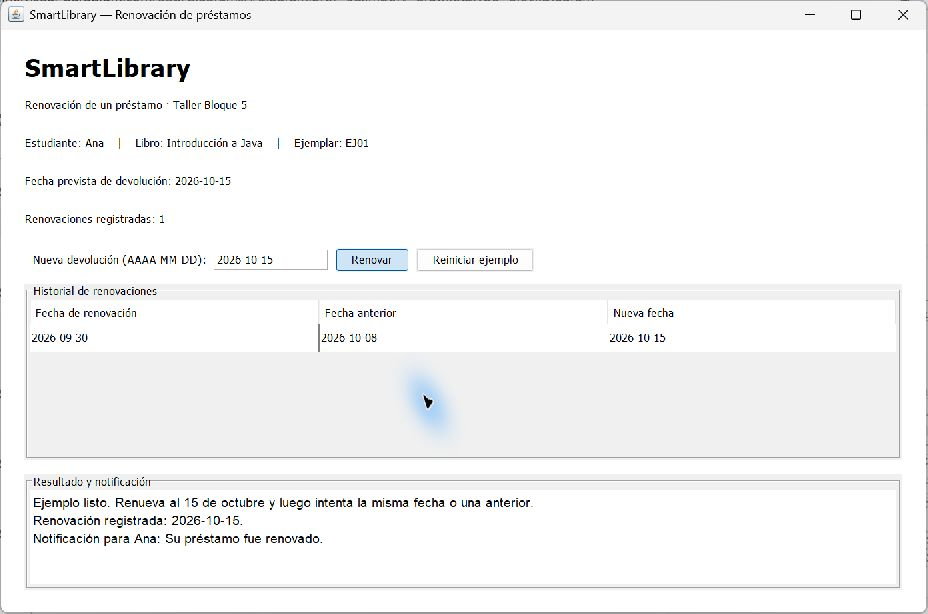 SmartLibrary — Renovación de préstamos
SmartLibrary
Renovación de un préstamo · Taller Bloque 5
Estudiante: Ana | Libro: Introducción a Java | Ejemplar: EJ01
Fecha prevista de devolución: 2026-10-15
Renovaciones registradas: 1
Nueva devolución (AAAA-MM-DD): 2026-10-15 Renovar Reiniciar ejemplo
Historial de renovaciones
Fecha de renovación Fecha anterior Nueva fecha
2026-09-30 2026-10-08 2026-10-15
Resultado y notificación
Ejemplo listo. Renueva al 15 de octubre y luego intenta la misma fecha o una anterior.
Renovación registrada: 2026-10-15.
Notificación para Ana: Su préstamo fue renovado.